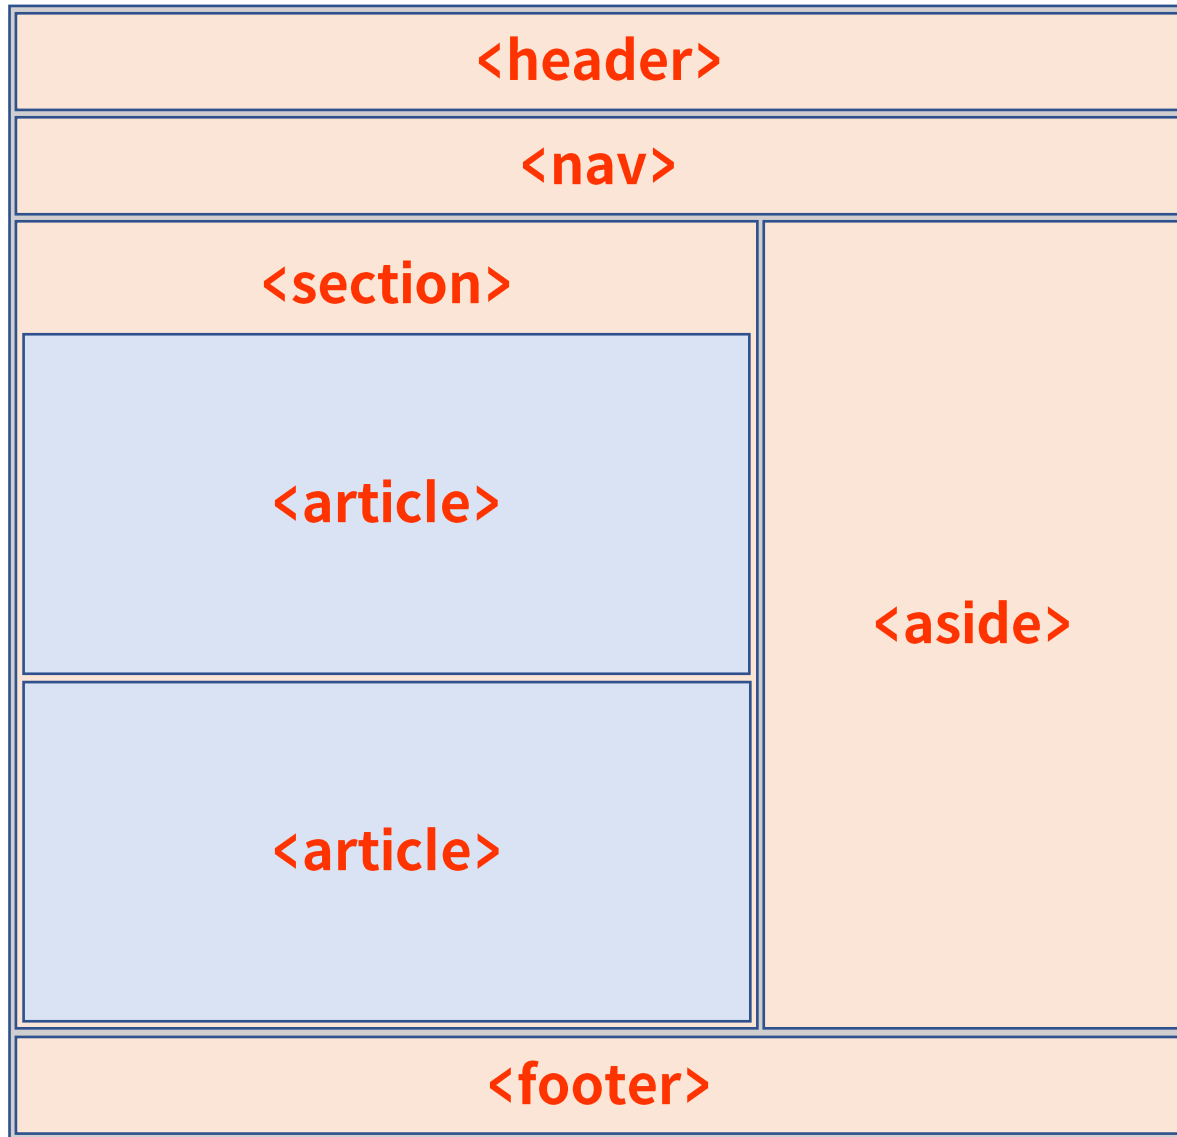 <header>
<nav>
<section>
<article>
<aside>
<article>
<footer>